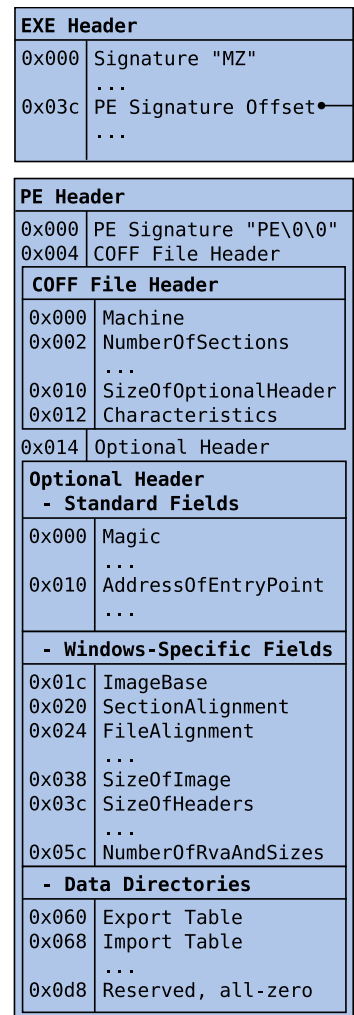 EXE Header
0x000 Signature "MZ"
...
0x03c PE Signature Offset
...
PE Header
0x000 PE Signature "PE\0\0"
0x004 COFF File Header
COFF File Header
0x000 Machine
0x002 NumberOfSections
...
0x010 SizeOfOptionalHeader
0x012 Characteristics
0x014 Optional Header
Optional Header
- Standard Fields
0x000 Magic
...
0x010 AddressOfEntryPoint
...
- Windows-Specific Fields
0x01c ImageBase
0x020 SectionAlignment
0x024 FileAlignment
...
0x038 SizeOfImage
0x03c SizeOfHeaders
...
0x05c NumberOfRvaAndSizes
- Data Directories
0x060 Export Table
0x068 Import Table
...
0x0d8 Reserved, all-zero